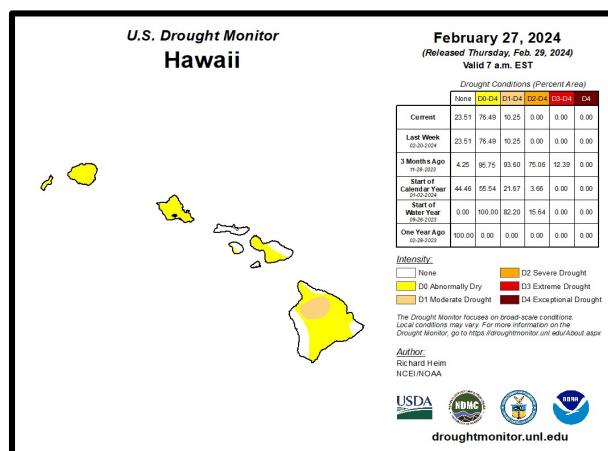 U.S. Drought Monitor
Hawaii
February 27, 2024
(Released Thursday, Feb. 29, 2024)
Valid 7 a.m. EST
Drought Conditions (Percent Area)
None D0-D4 D1-D4 D2-D4 D3-D4 D4
Current 23.51 76.49 10.25 0.00 0.00 0.00
Last Week
02-20-2024 23.51 76.49 10.25 0.00 0.00 0.00
3 Months Ago
11-28-2023 4.25 95.75 93.60 75.06 12.39 0.00
Start of
Calendar Year
01-02-2024 44.46 55.54 21.67 3.66 0.00 0.00
Start of
Water Year
09-26-2023 0.00 100.00 82.20 15.64 0.00 0.00
One Year Ago
02-28-2023 100.00 0.00 0.00 0.00 0.00 0.00
Intensity:
None
D0 Abnormally Dry
D1 Moderate Drought
D2 Severe Drought
D3 Extreme Drought
D4 Exceptional Drought
The Drought Monitor focuses on broad-scale conditions.
Local conditions may vary. For more information on the
Drought Monitor, go to https://droughtmonitor.unl.edu/About.aspx
Author:
Richard Heim
NCEI/NOAA
USDA
NDMC
NOAA
droughtmonitor.unl.edu